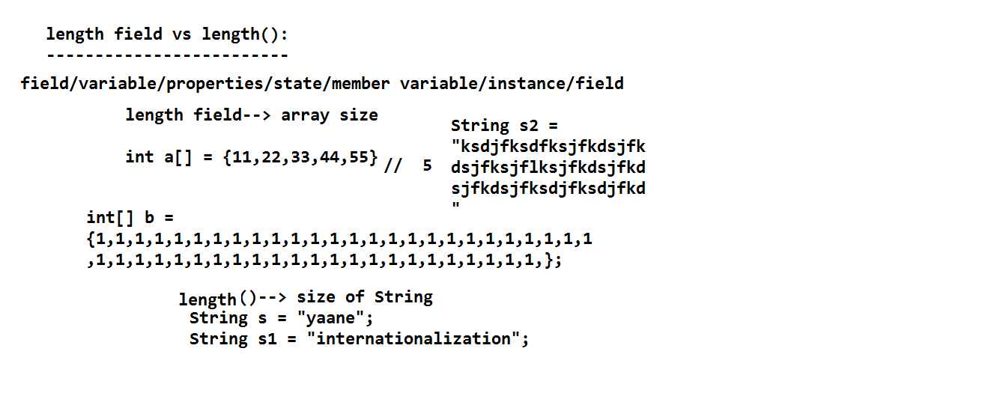 length field vs length():
-------------------------
field/variable/properties/state/member variable/instance/field
length field--> array size
int a[] = {11,22,33,44,55} // 5
String s2 =
"ksdjfksdfksjfkdsjfk
dsjfksjflksjfkdsjfkd
sjfkdsjfksdjfksdjfkd
"
int[] b =
{1,1,1,1,1,1,1,1,1,1,1,1,1,1,1,1,1,1,1,1,1,1,1,1,1,1
,1,1,1,1,1,1,1,1,1,1,1,1,1,1,1,1,1,1,1,1,1,1,1,};
length()--> size of String
String s = "yaane";
String s1 = "internationalization";